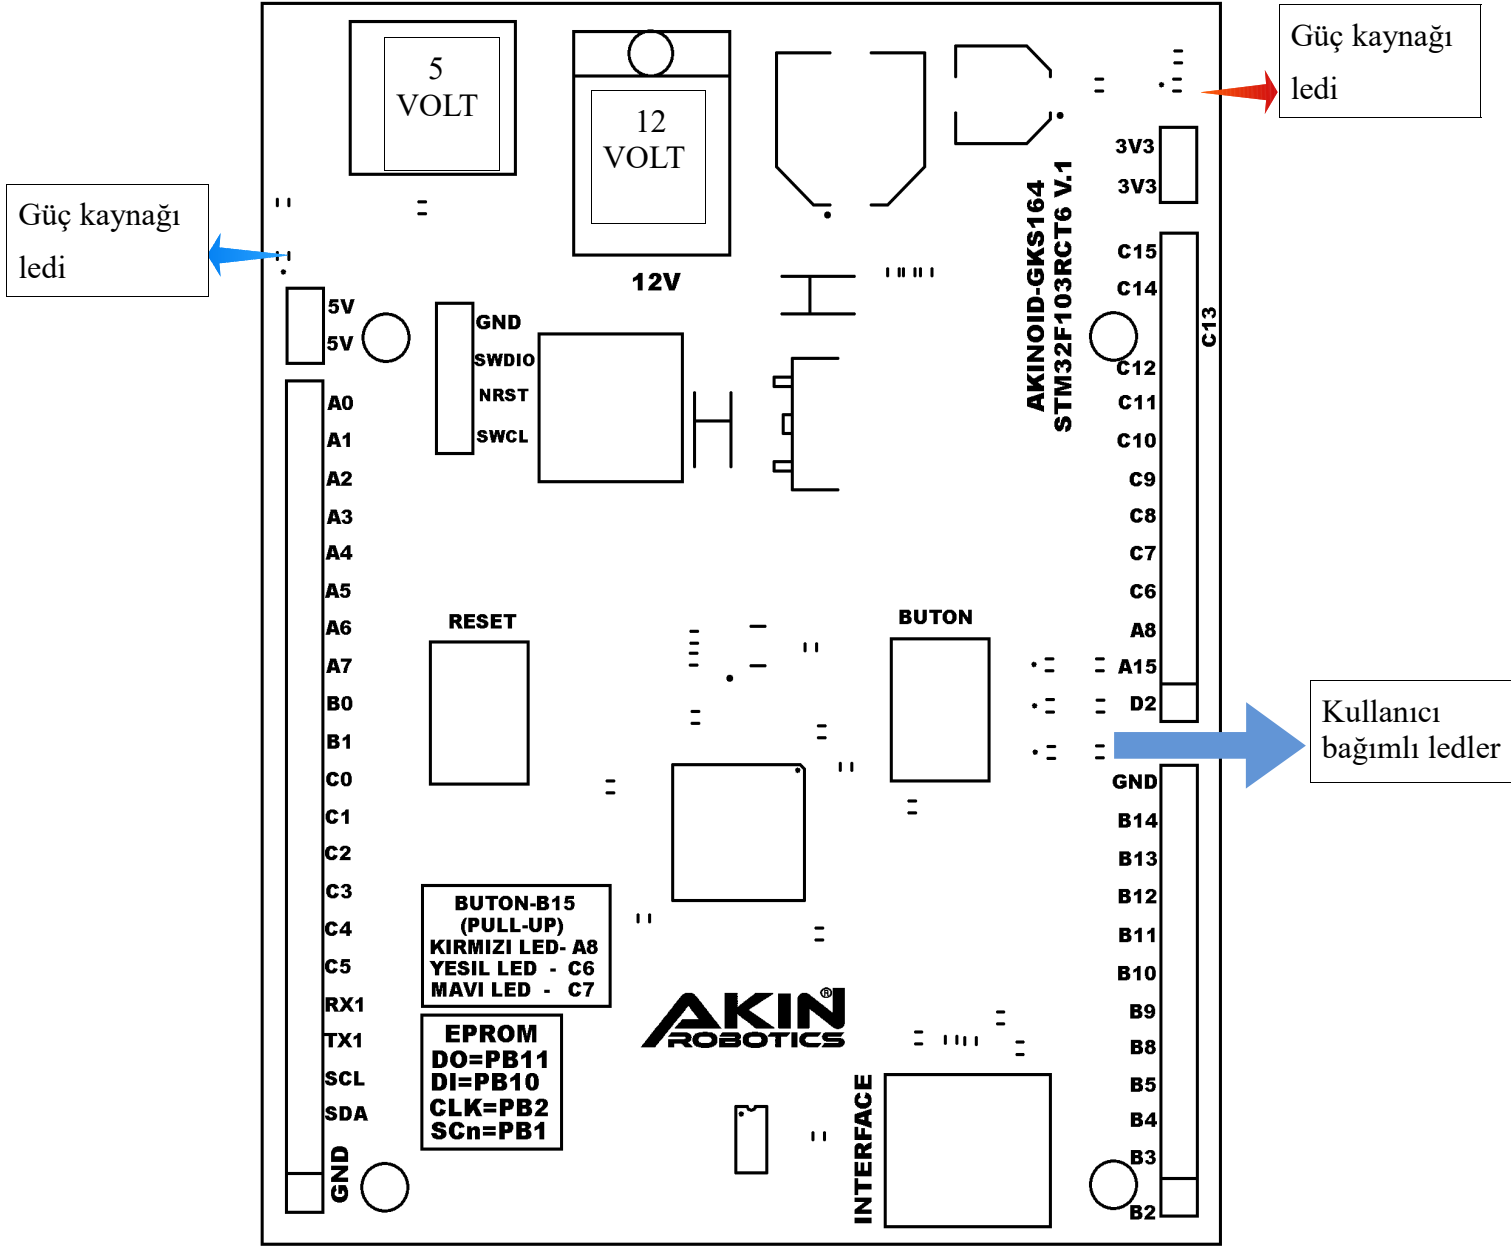 5
VOLT
12
VOLT
12V
Güç kaynağı
ledi
Güç kaynağı
ledi
AKINOID-GKS164
STM32F103RCT6 V.1
3V3
3V3
C15
C14
C13
C12
C11
C10
C9
C8
C7
C6
A8
A15
D2
Kullanıcı
bağımlı ledler
GND
B14
B13
B12
B11
B10
B9
B8
B5
B4
B3
B2
5V
5V
GND
SWDIO
NRST
SWCL
A0
A1
A2
A3
A4
A5
A6
A7
B0
B1
C0
C1
C2
C3
C4
C5
RX1
TX1
SCL
SDA
GND
RESET
BUTON
BUTON-B15
(PULL-UP)
KIRMIZI LED- A8
YESIL LED - C6
MAVI LED - C7
EPROM
DO=PB11
DI=PB10
CLK=PB2
SCn=PB1
AKIN®
ROBOTICS
INTERFACE